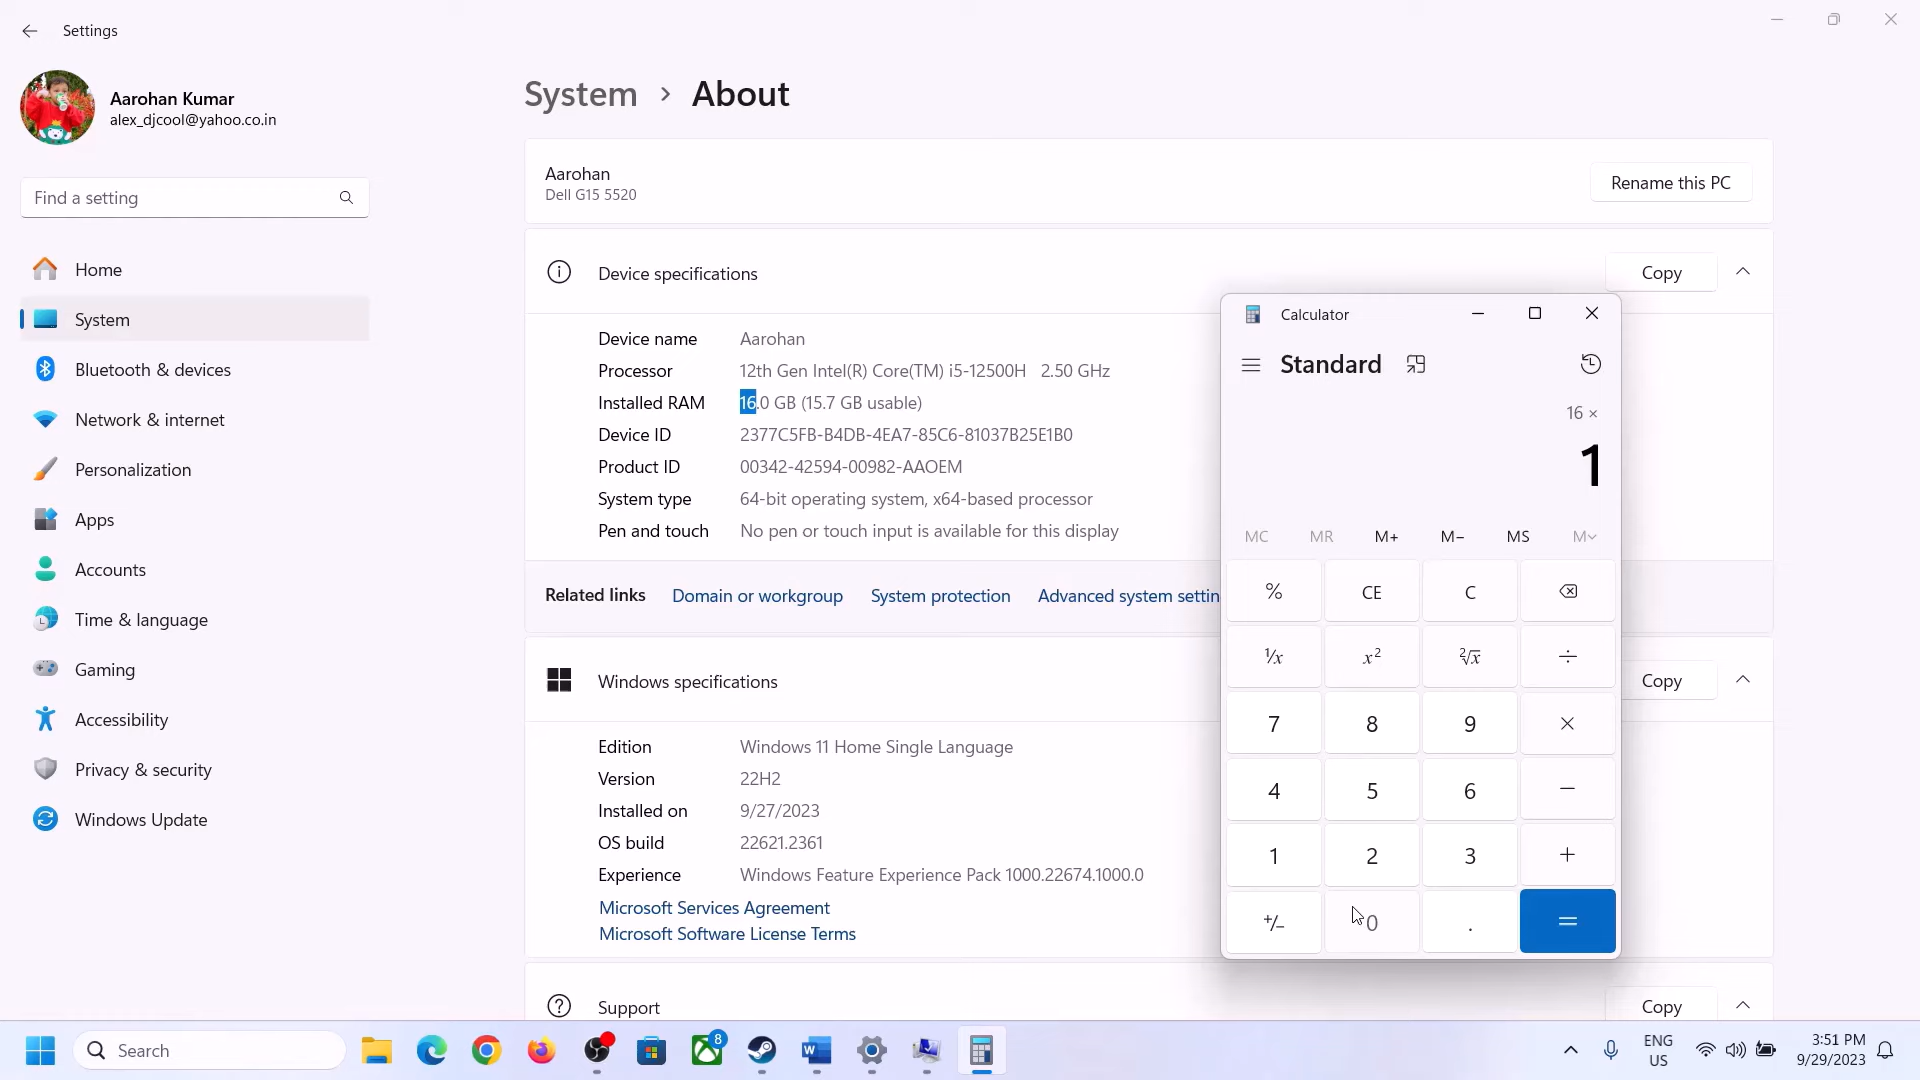 Settings
Aarohan Kumar
alex_djcool@yahoo.co.in
Find a setting
Home
System
Bluetooth & devices
Network & internet
Personalization
Apps
Accounts
Time & language
Gaming
Accessibility
Privacy & security
Windows Update
System > About
Aarohan
Dell G15 5520
Rename this PC
Device specifications
Copy
Device name Aarohan
Processor 12th Gen Intel(R) Core(TM) i5-12500H 2.50 GHz
Installed RAM 16.0 GB (15.7 GB usable)
Device ID 2377C5FB-B4DB-4EA7-85C6-81037B25E1B0
Product ID 00342-42594-00982-AAOEM
System type 64-bit operating system, x64-based processor
Pen and touch No pen or touch input is available for this display
Related links Domain or workgroup System protection Advanced system settin
Windows specifications
Copy
Edition Windows 11 Home Single Language
Version 22H2
Installed on 9/27/2023
OS build 22621.2361
Experience Windows Feature Experience Pack 1000.22674.1000.0
Microsoft Services Agreement
Microsoft Software License Terms
Support
Copy
Calculator
Standard
16 ×
1
MC MR M+ M− MS M
% CE C
¹/x x² ²√x ÷
7 8 9 ×
4 5 6 −
1 2 3 +
+/− 0 . =
Search
8
ENG
US
3:51 PM
9/29/2023